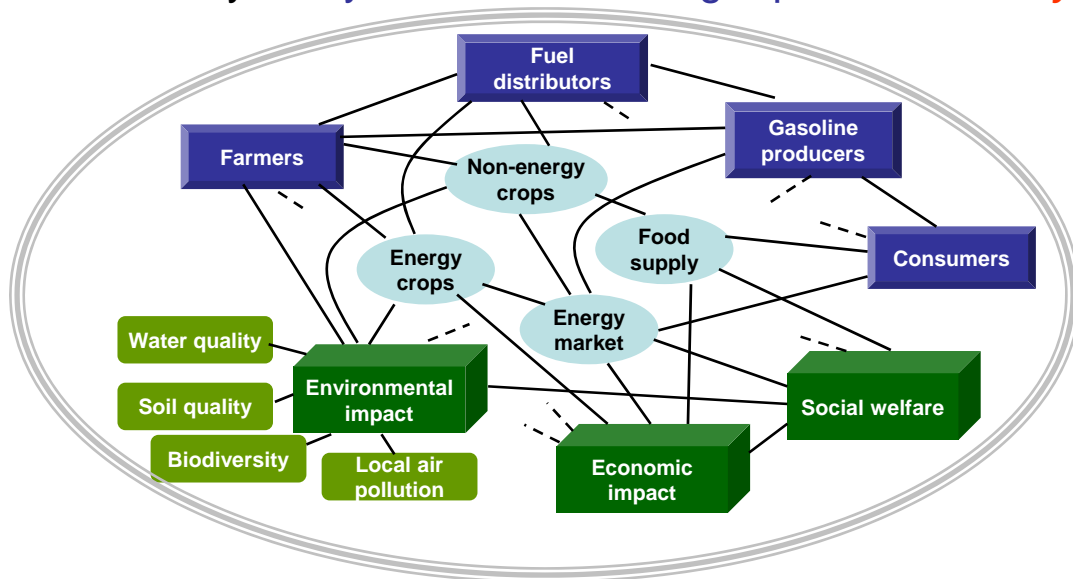 Fuel
distributors
Gasoline
producers
Farmers
Non-energy
crops
Food
supply
Consumers
Energy
crops
Energy
market
Water quality
Environmental
impact
Soil quality
Social welfare
Biodiversity
Local air
pollution
Economic
impact